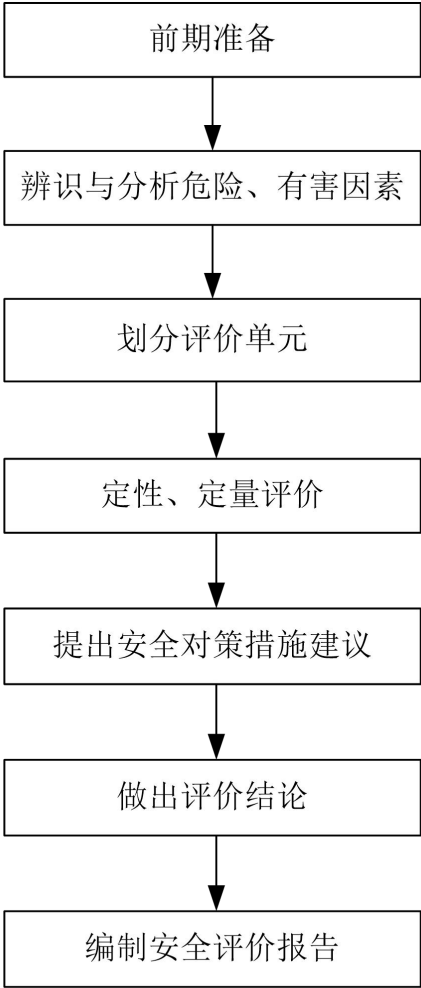 前期准备
辨识与分析危险、有害因素
划分评价单元
定性、定量评价
提出安全对策措施建议
做出评价结论
编制安全评价报告